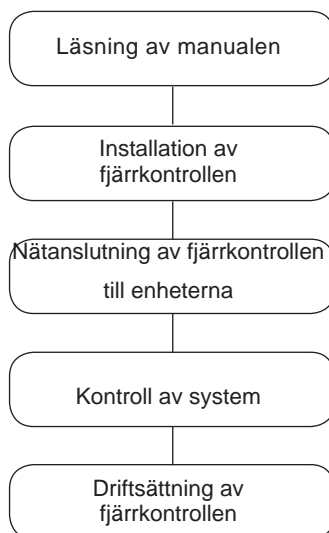 Läsning av manualen
Installation av
fjärrkontrollen
Nätanslutning av fjärrkontrollen
till enheterna
Kontroll av system
Driftsättning av
fjärrkontrollen